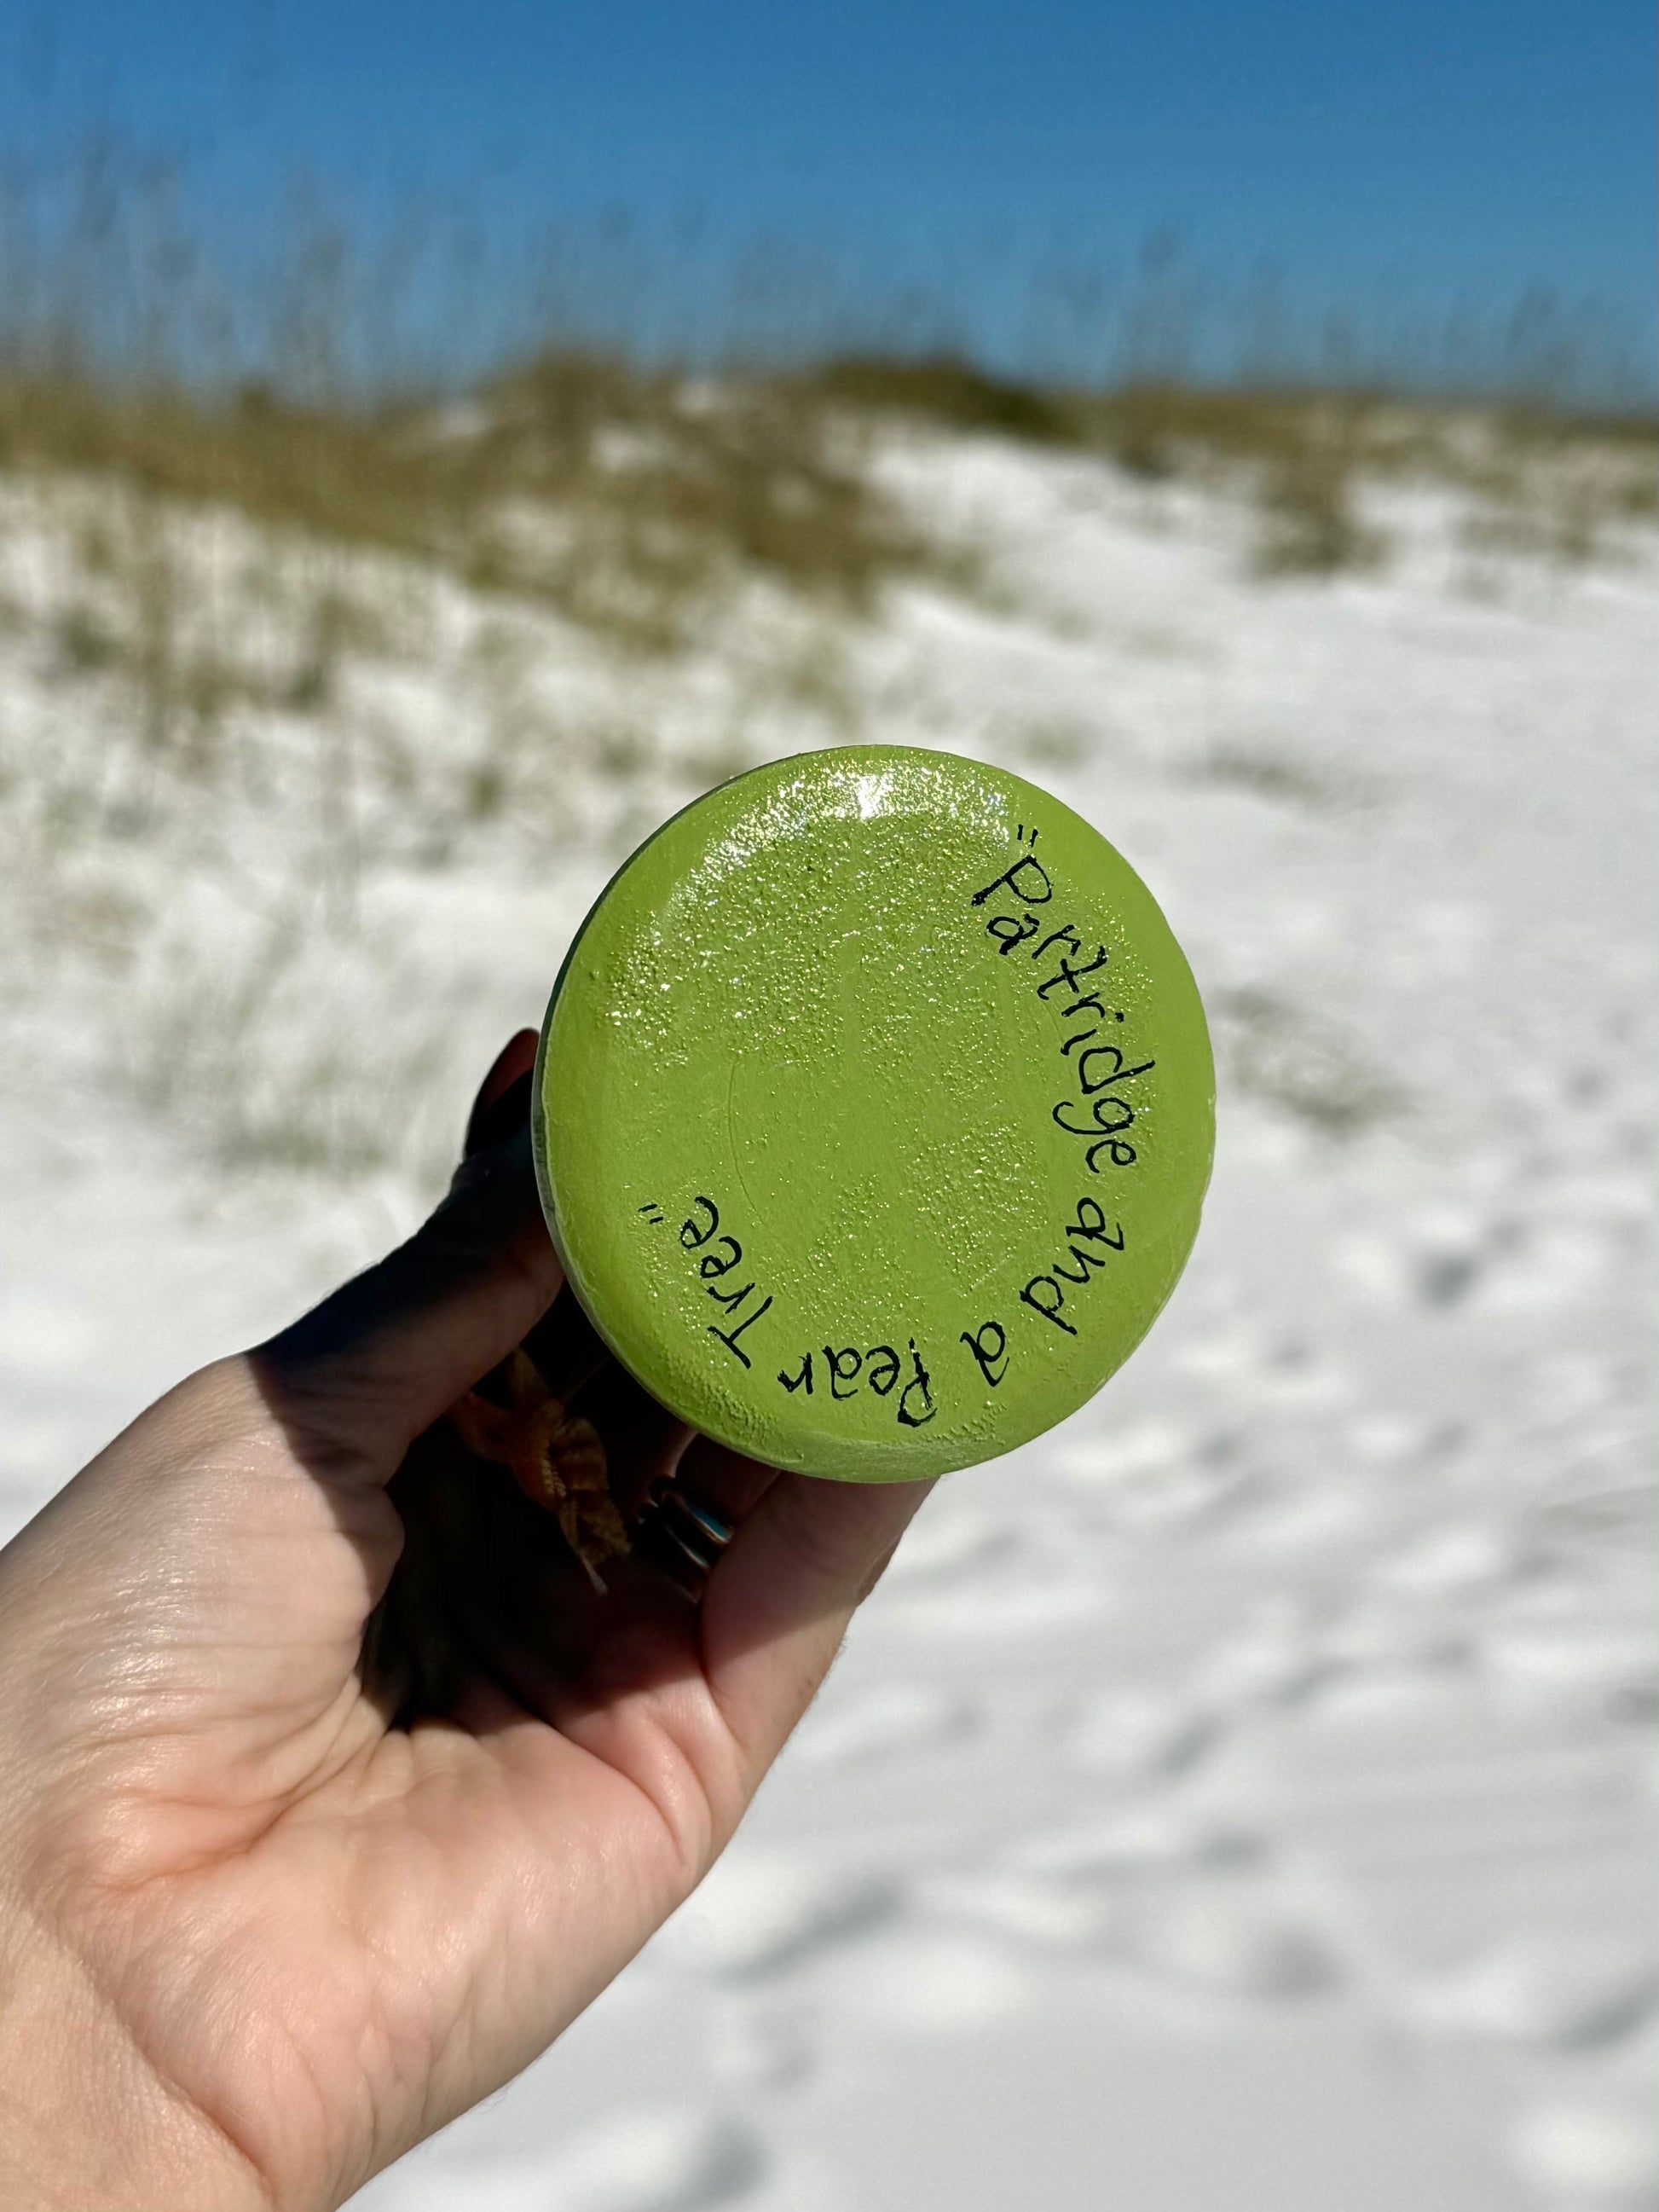 "Partridge and a Pear Tree"